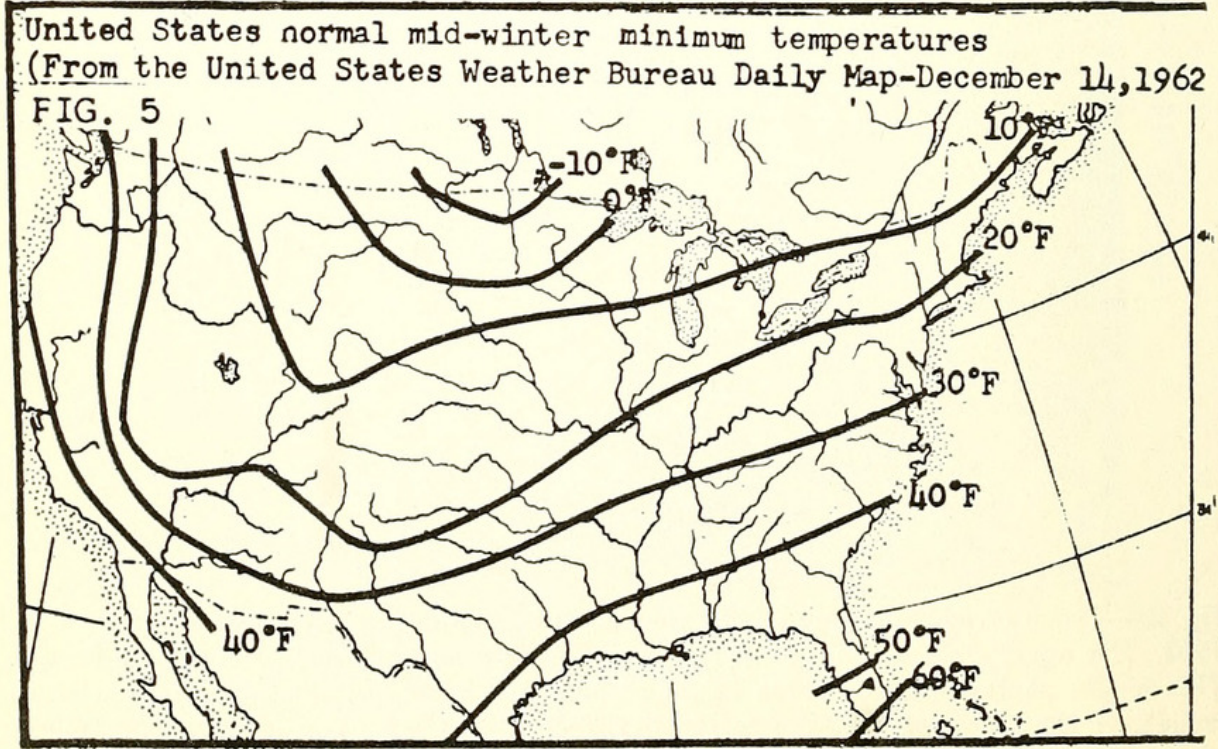 United States normal mid-winter minimum temperatures
(From the United States Weather Bureau Daily Map-December 14,1962
FIG. 5
10°F
-10°F
0°F
20°F
30°F
40°F
40°F
50°F
60°F